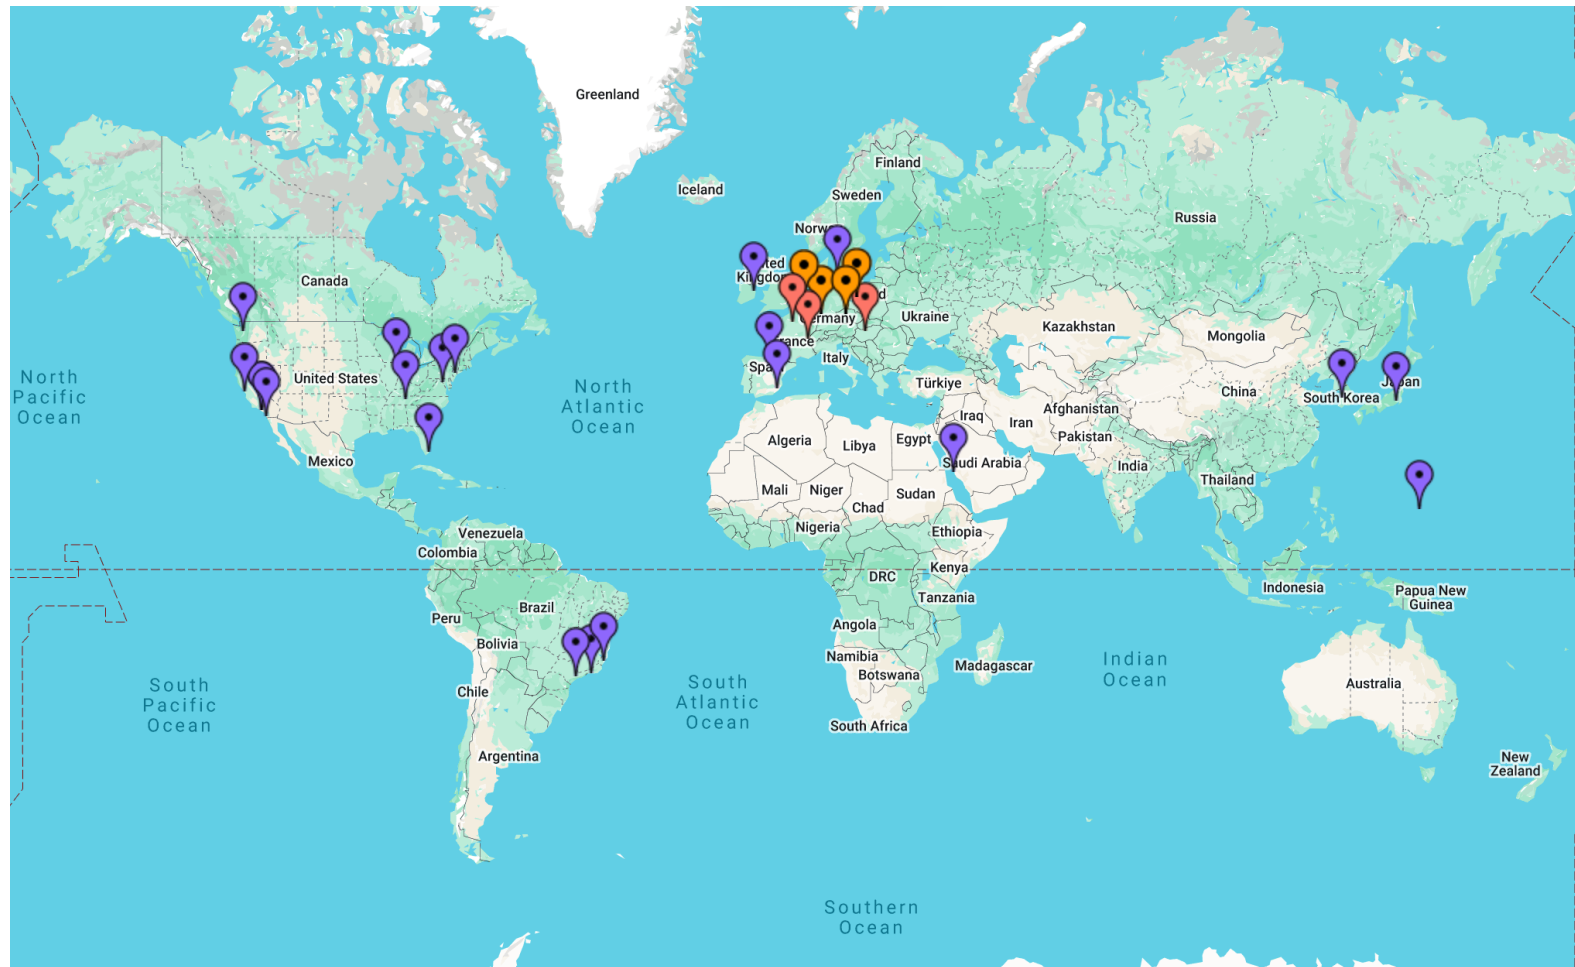 Greenland
Finland
Iceland
Sweden
Russia
Norw
Canada
ted
Kingdo
d
Ukraine
rmany
Kazakhstan
Mongolia
rance
Italy
Spa
United States
Türkiye
China
Japan
South Korea
North
Pacific
Ocean
North
Atlantic
Ocean
Iraq
Iran
Afghanistan
Pakistan
Algeria
Libya
Egypt
Saudi Arabia
India
Mexico
Mali
Niger
Chad
Sudan
Thailand
Nigeria
Ethiopia
Venezuela
Colombia
DRC
Kenya
Indonesia
Papua New
Guinea
Brazil
Tanzania
Peru
Angola
Bolivia
Namibia
Botswana
Madagascar
Indian
Ocean
Australia
Chile
South
Pacific
Ocean
South
Atlantic
Ocean
South Africa
Argentina
New
Zealand
Southern
Ocean